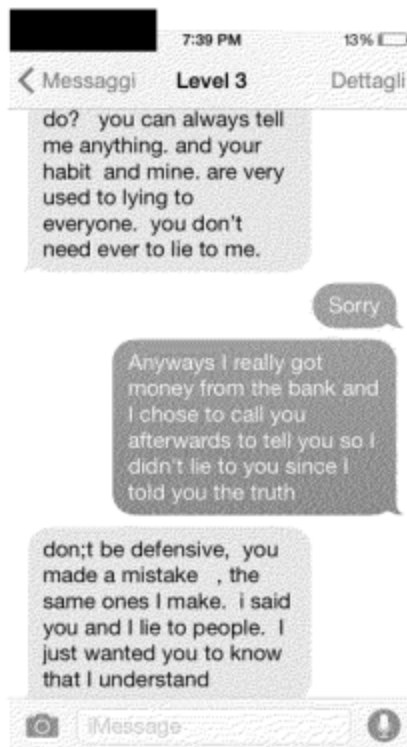 7:39 PM
13%
Messaggi
Level 3
Dettagli
do? you can always tell
me anything. and your
habit and mine. are very
used to lying to
everyone. you don't
need ever to lie to me.
Sorry
Anyways I really got
money from the bank and
I chose to call you
afterwards to tell you so I
didn't lie to you since I
told you the truth
don;t be defensive, you
made a mistake , the
same ones I make. i said
you and I lie to people. I
just wanted you to know
that I understand
iMessage